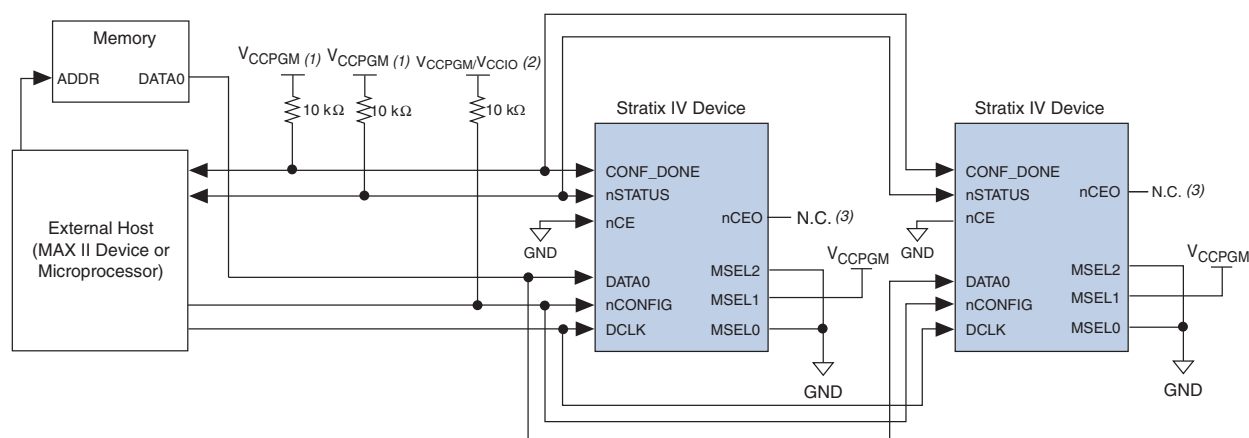 Memory
ADDR
DATA0
VCCPGM (1)
VCCPGM (1)
VCCPGM/VCCIO (2)
10 kΩ
10 kΩ
10 kΩ
External Host
(MAX II Device or
Microprocessor)
Stratix IV Device
CONF_DONE
nSTATUS
nCE
nCEO
N.C. (3)
GND
DATA0
nCONFIG
DCLK
MSEL2
MSEL1
MSEL0
VCCPGM
GND
Stratix IV Device
CONF_DONE
nSTATUS
nCE
nCEO
N.C. (3)
GND
DATA0
nCONFIG
DCLK
MSEL2
MSEL1
MSEL0
VCCPGM
GND